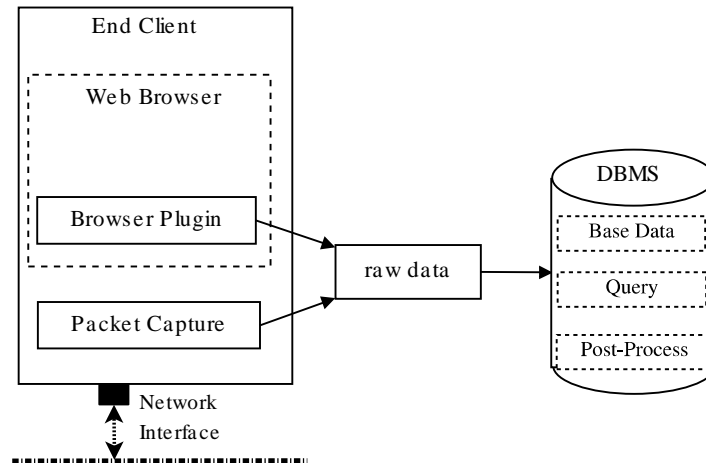 End Client
Web Browser
Browser Plugin
Packet Capture
Network
Interface
raw data
DBMS
Base Data
Query
Post-Process